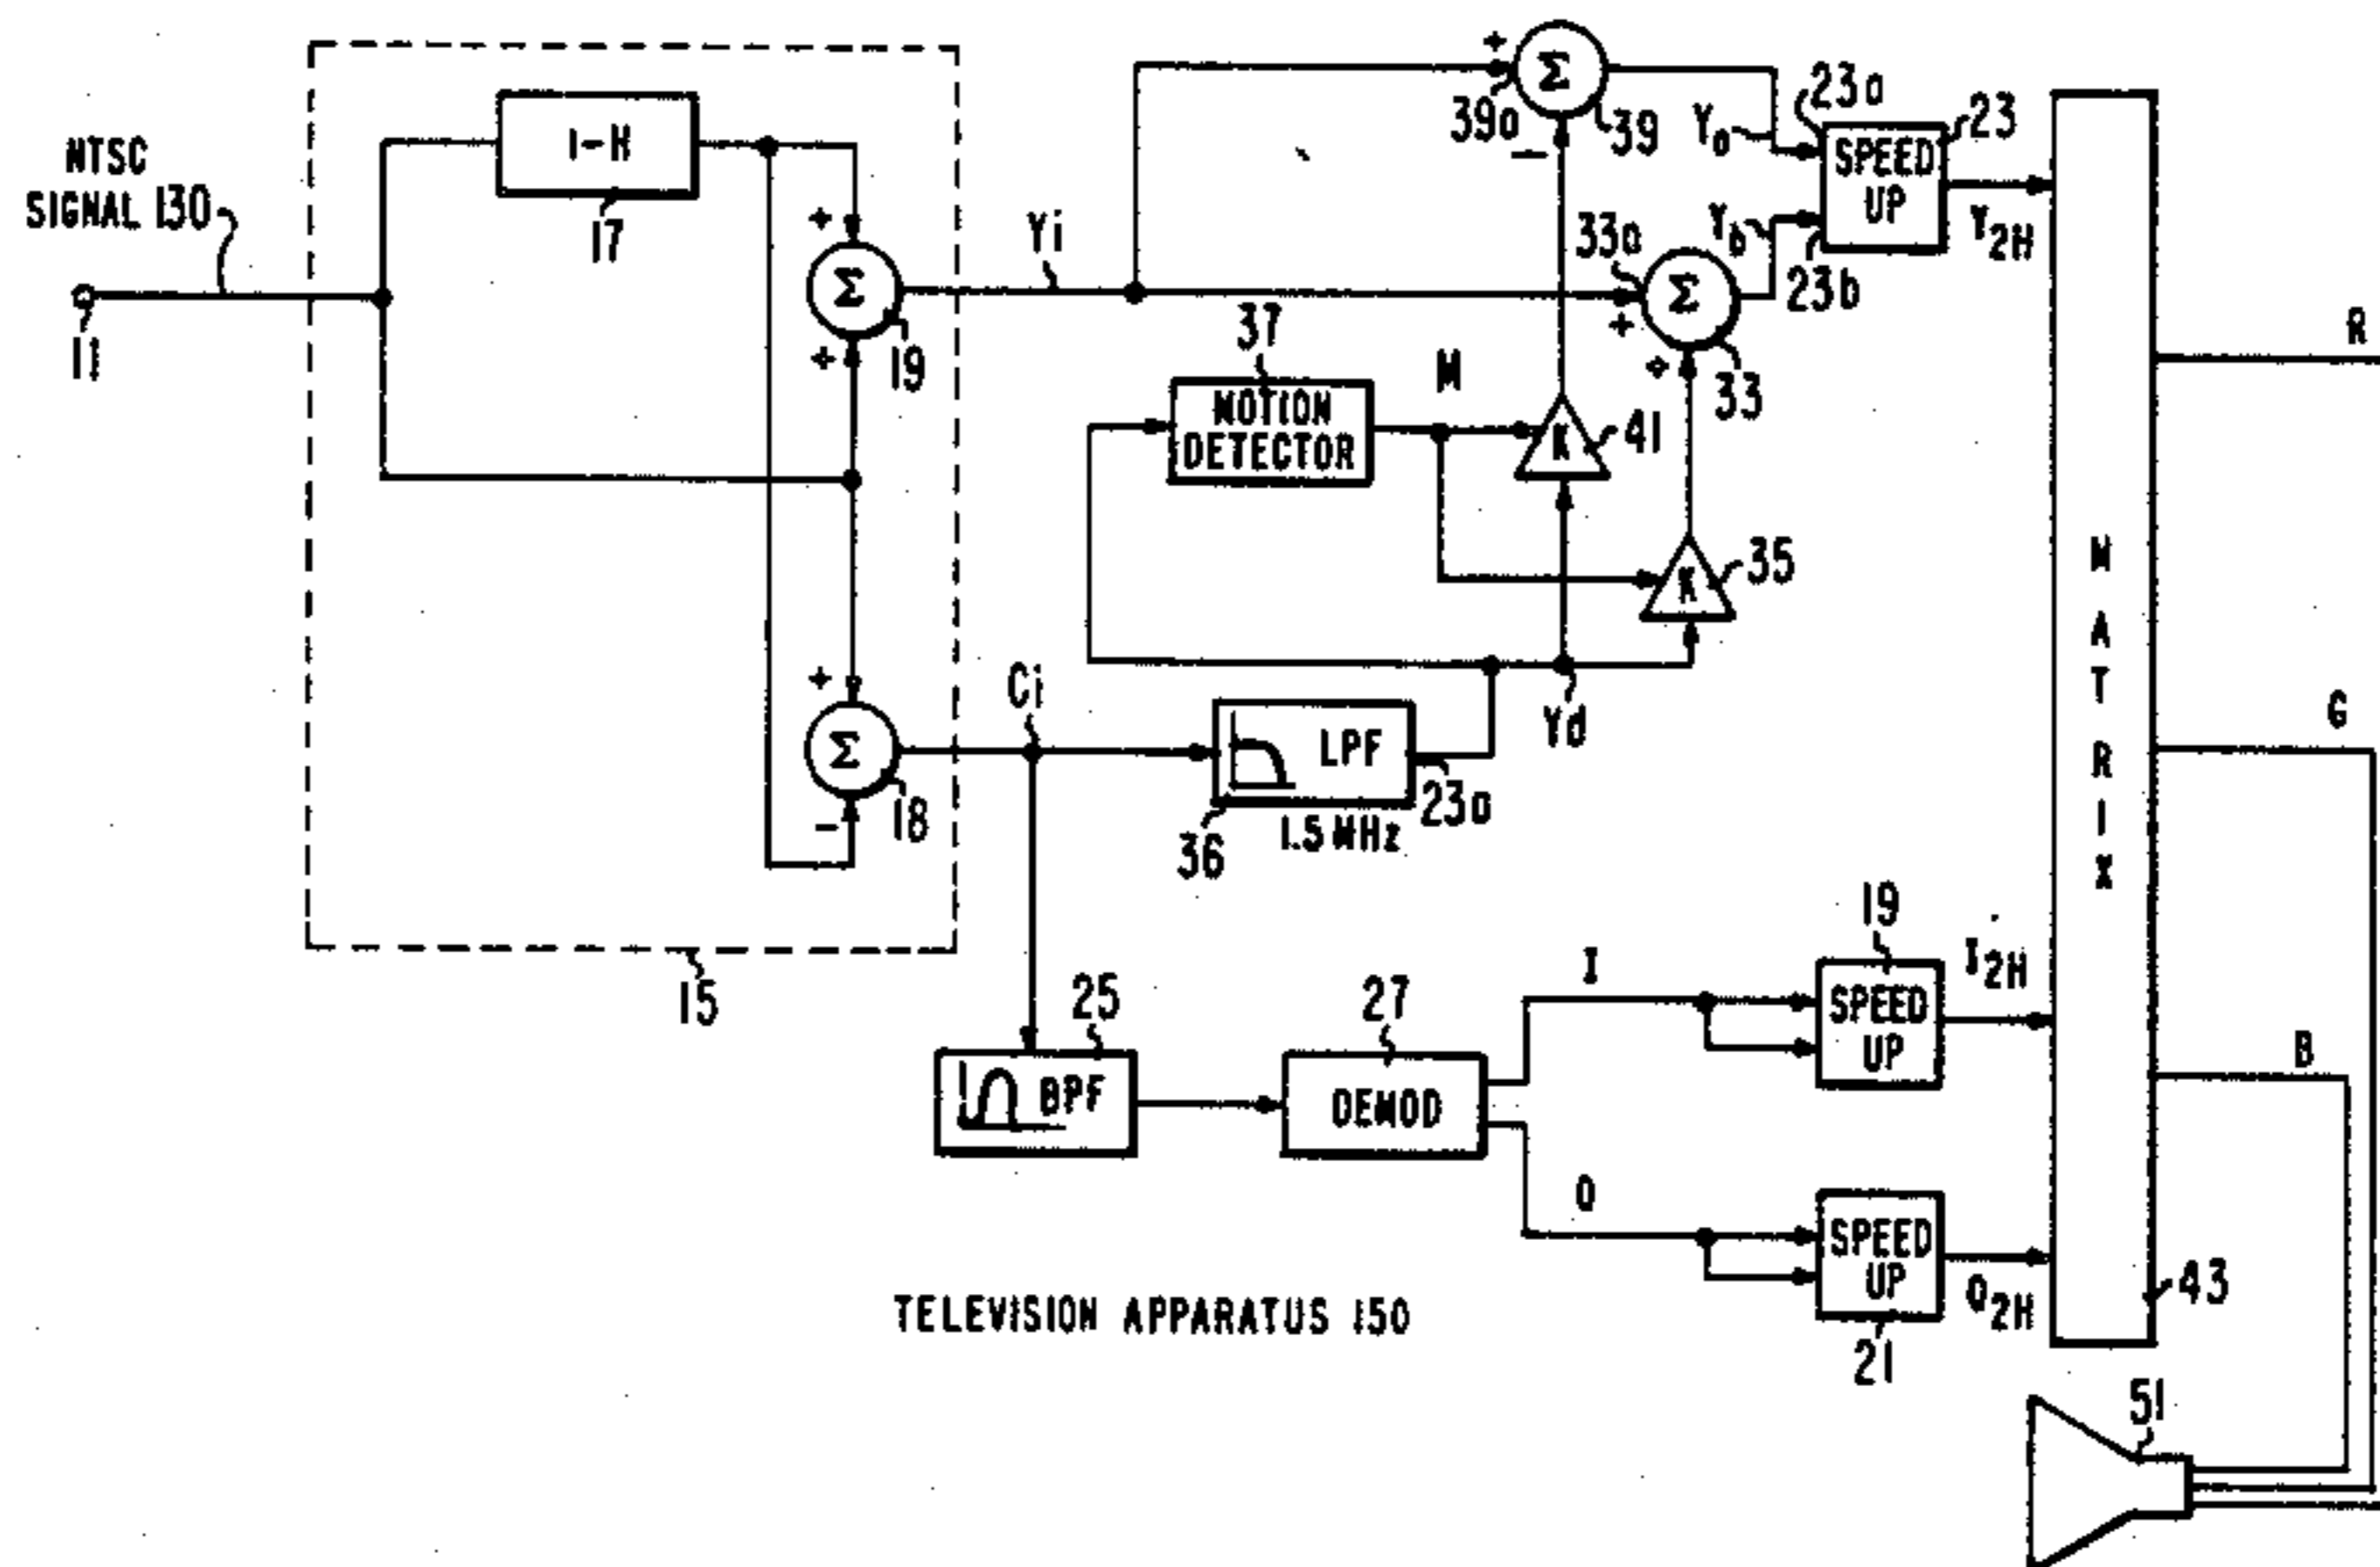 NTSC
SIGNAL 130
11
1-H
17
+
+
Σ
19
+
Σ
18
-
15
Yi
Ci
+
39a
Σ
39
-
Ya
23a
SPEED
UP
23
Y2H
Yb
23b
33a
Σ
+
+
33
37
MOTION
DETECTOR
M
K
41
K
35
Yd
LPF
23a
36
1.5 MHz
25
BPF
27
DEMOD
I
Q
19
SPEED
UP
I2H
SPEED
UP
21
Q2H
MATRIX
43
R
G
B
51
TELEVISION APPARATUS 150